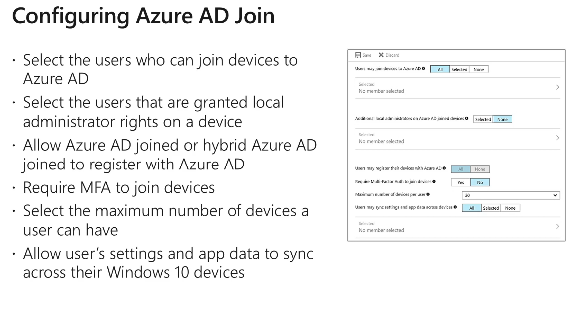 Configuring Azure AD Join
· Select the users who can join devices to
Azure AD
· Select the users that are granted local
administrator rights on a device
· Allow Azure AD joined or hybrid Azure AD
joined to register with Azure AD
· Require MFA to join devices
· Select the maximum number of devices a
user can have
· Allow user's settings and app data to sync
across their Windows 10 devices
Save Discard
Users may join devices to Azure AD All Selected None
Selected
No member selected
Additional local administrators on Azure AD joined devices Selected None
Selected
No member selected
Users may register their devices with Azure AD All None
Require Multi-Factor Auth to join devices Yes No
Maximum number of devices per user
Users may sync settings and app data across devices All Selected None
Selected
No member selected